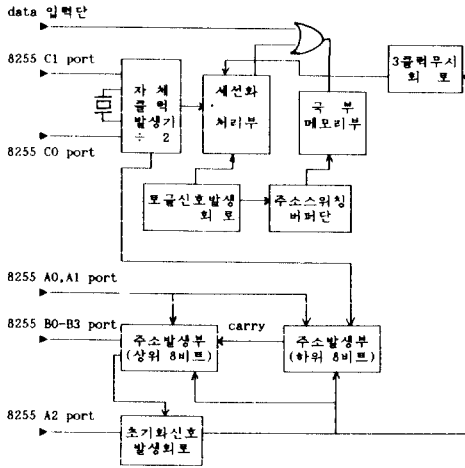 data 입력단
8255 C1 port
3클럭무시
회 로
자 체
클 럭
발생기
÷ 2
세선화
처리부
국 부
메모리부
8255 C0 port
토글신호발생
회 로
주소스위칭
버퍼단
8255 A0,A1 port
8255 B0-B3 port
carry
주소발생부
(상위 8비트)
주소발생부
(하위 8비트)
8255 A2 port
초기화신호
발생회로